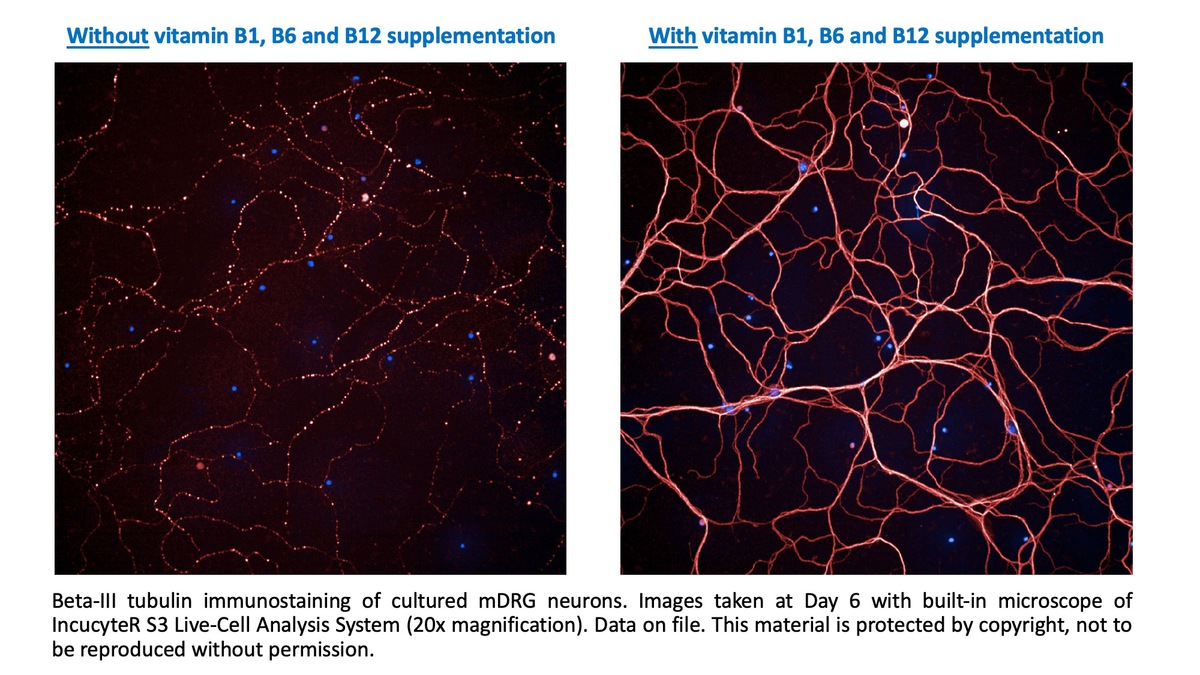 Without vitamin B1, B6 and B12 supplementation
With vitamin B1, B6 and B12 supplementation
Beta-III tubulin immunostaining of cultured mDRG neurons. Images taken at Day 6 with built-in microscope of
IncucyteR S3 Live-Cell Analysis System (20x magnification). Data on file. This material is protected by copyright, not to
be reproduced without permission.